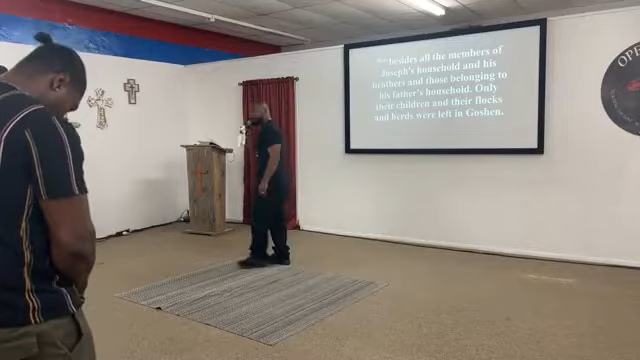 besides all the members of
Joseph's household and his
brothers and those belonging to
his father's household. Only
their children and their flocks
and herds were left in Goshen.
OPE